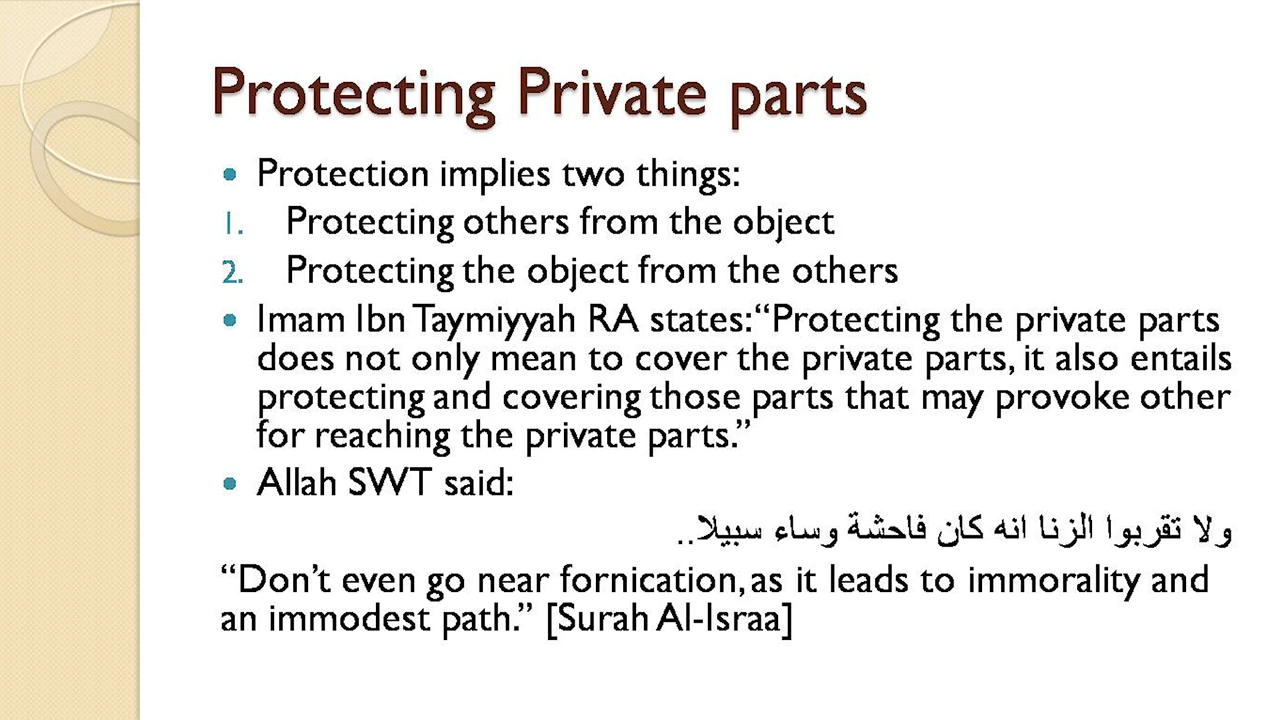 Protecting Private parts
• Protection implies two things:
1. Protecting others from the object
2. Protecting the object from the others
• Imam Ibn Taymiyyah RA states: “Protecting the private parts
does not only mean to cover the private parts, it also entails
protecting and covering those parts that may provoke other
for reaching the private parts.”
• Allah SWT said:
ولا تقربوا الزنا انه كان فاحشة وساء سبيلا..
“Don’t even go near fornication, as it leads to immorality and
an immodest path.” [Surah Al-Israa]